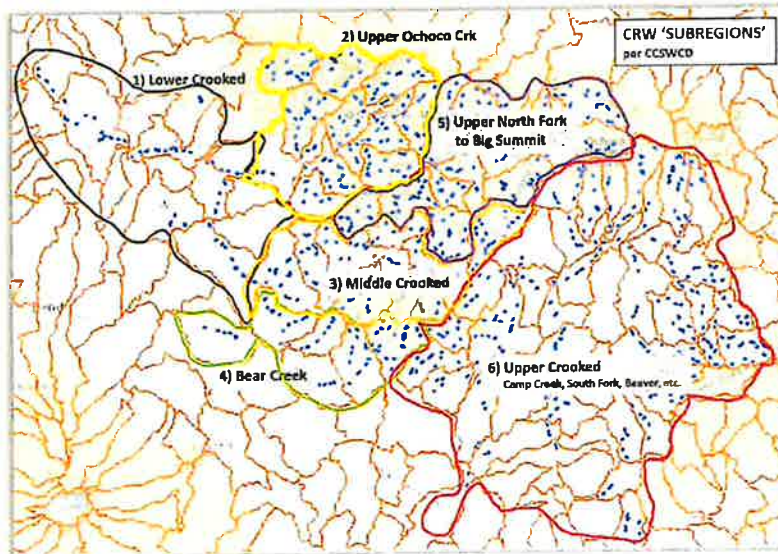 CRW 'SUBREGIONS'
per CCSWCD
2) Upper Ochoco Crk
1) Lower Crooked
5) Upper North Fork
to Big Summit
3) Middle Crooked
4) Bear Creek
6) Upper Crooked
Camp Creek, South Fork, Beaver, etc.